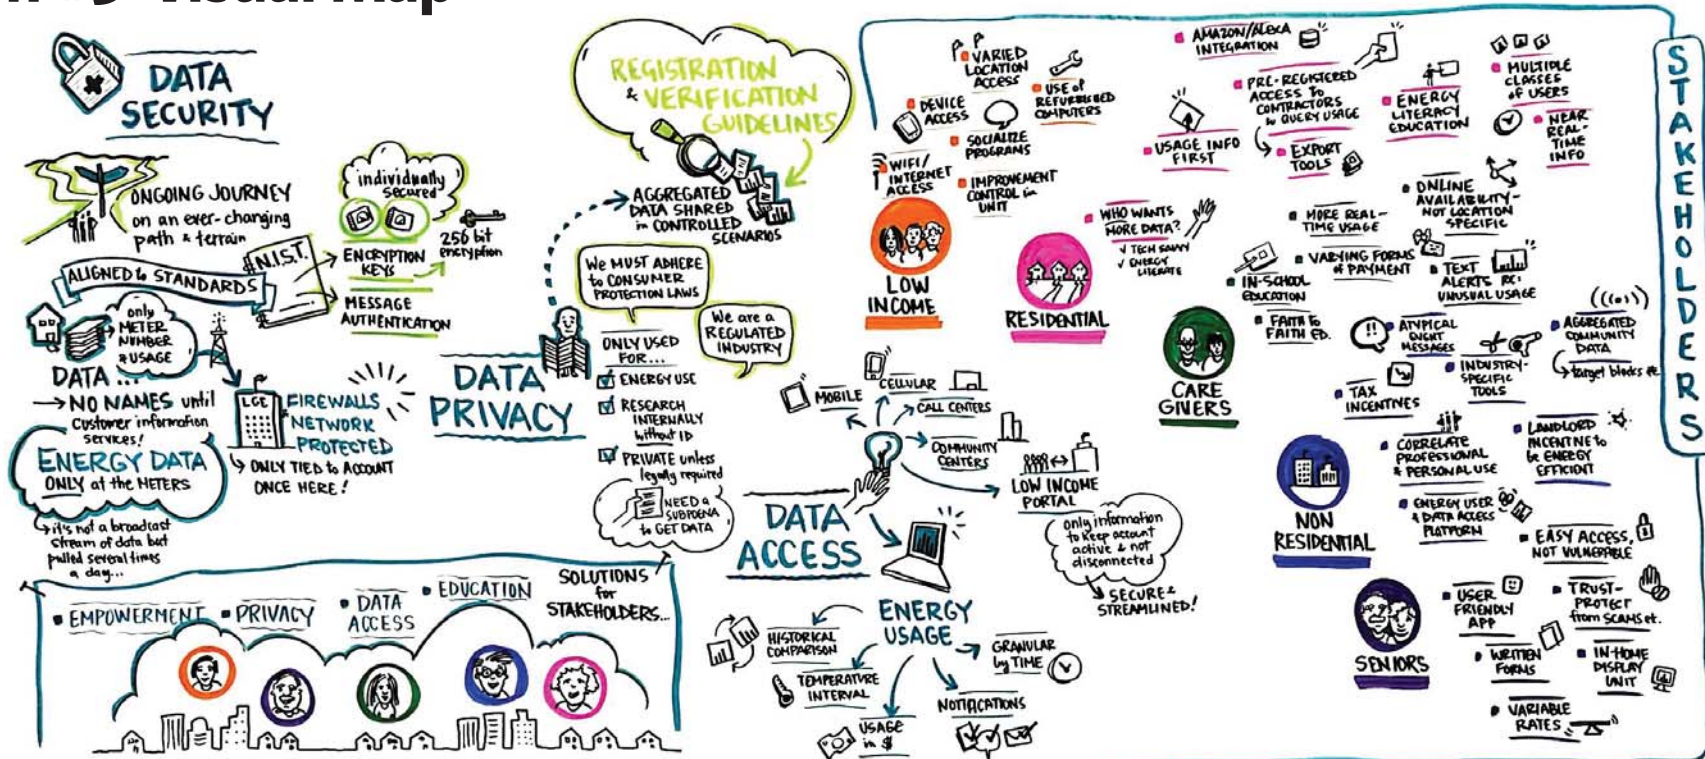 Visual map
DATA
SECURITY
ONGOING JOURNEY
on an ever-changing
path & terrain
individually
secured
ENCRYPTION
KEYS
256 bit
encryption
N.I.S.T.
MESSAGE
AUTHENTICATION
ALIGNED to STANDARDS
only
METER
NUMBER
& USAGE
DATA ...
→ NO NAMES until
customer information
services!
LG&E
FIREWALLS
NETWORK
PROTECTED
↳ ONLY TIED to ACCOUNT
ONCE HERE!
ENERGY DATA
ONLY at the METERS
↳ it's not a broadcast
stream of data but
pulled several times
a day...
REGISTRATION
& VERIFICATION
GUIDELINES
AGGREGATED
DATA SHARED
in CONTROLLED
SCENARIOS
We MUST ADHERE
to CONSUMER
PROTECTION LAWS
We are a
REGULATED
INDUSTRY
DATA
PRIVACY
ONLY USED
FOR...
ENERGY USE
RESEARCH
INTERNALLY
without ID
PRIVATE unless
legally required
NEED a
SUBPOENA
to GET DATA
SOLUTIONS
for
STAKEHOLDERS...
EMPOWERMENT
PRIVACY
DATA
ACCESS
EDUCATION
DATA
ACCESS
MOBILE
CELLULAR
CALL CENTERS
COMMUNITY
CENTERS
LOW INCOME
PORTAL
only information
to keep account
active & not
disconnected
↳ SECURE &
STREAMLINED!
ENERGY
USAGE
HISTORICAL
COMPARISON
TEMPERATURE
INTERVAL
USAGE
in $
NOTIFICATIONS
GRANULAR
by TIME
STAKEHOLDERS
LOW
INCOME
VARIED
LOCATION
ACCESS
USE of
REFURBISHED
COMPUTERS
DEVICE
ACCESS
SOCIALIZE
PROGRAMS
WIFI/
INTERNET
ACCESS
IMPROVEMENT
CONTROL in
UNIT
RESIDENTIAL
AMAZON/ALEXA
INTEGRATION
PRE-REGISTERED
ACCESS to
CONTRACTORS
to QUERY USAGE
ENERGY
LITERACY
EDUCATION
MULTIPLE
CLASSES
of USERS
NEAR
REAL-
TIME
INFO
USAGE INFO
FIRST
EXPORT
TOOLS
WHO WANTS
MORE DATA?
✓ TECH SAVVY
✓ ENERGY
LITERATE
CARE
GIVERS
ONLINE
AVAILABILITY-
NOT LOCATION
SPECIFIC
MORE REAL-
TIME USAGE
VARYING FORMS
of PAYMENT
TEXT
ALERTS RE:
UNUSUAL USAGE
IN-SCHOOL
EDUCATION
FAITH to
FAITH ED.
NON
RESIDENTIAL
ATYPICAL
EVENT
MESSAGES
INDUSTRY-
SPECIFIC
TOOLS
AGGREGATED
COMMUNITY
DATA
↳ target blocks etc
TAX
INCENTIVES
CORRELATE
PROFESSIONAL
& PERSONAL USE
LANDLORD
INCENTIVE to
be ENERGY
EFFICIENT
ENERGY USER
& DATA ACCESS
PLATFORM
SENIORS
EASY ACCESS,
NOT VULNERABLE
USER
FRIENDLY
APP
TRUST-
PROTECT
from SCAMS et.
WRITTEN
FORMS
IN-HOME
DISPLAY
UNIT
VARIABLE
RATES